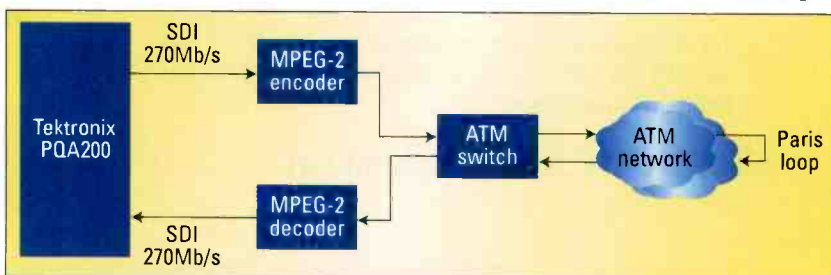 SDI
270Mb/s
MPEG-2
encoder
Tektronix
PQA200
ATM
switch
ATM
network
Paris
loop
MPEG-2
decoder
SDI
270Mb/s